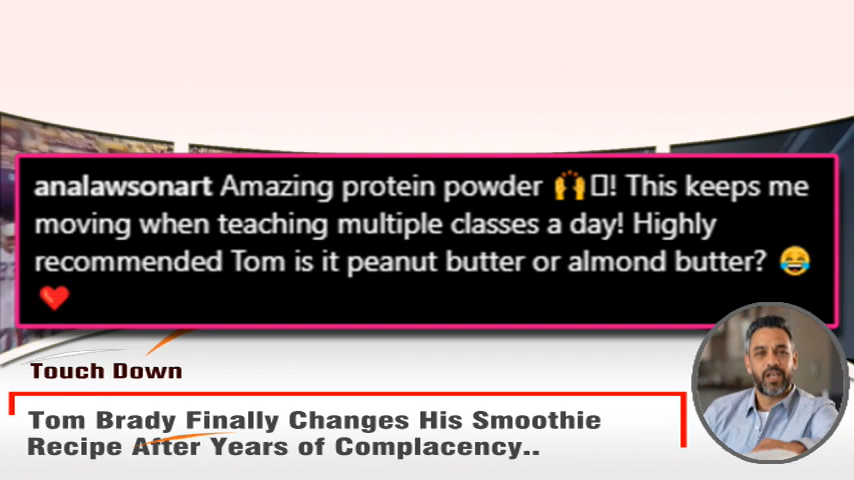 analawsonart Amazing protein powder 🙌▯! This keeps me
moving when teaching multiple classes a day! Highly
recommended Tom is it peanut butter or almond butter? 😂
❤️
Touch Down
Tom Brady Finally Changes His Smoothie
Recipe After Years of Complacency..